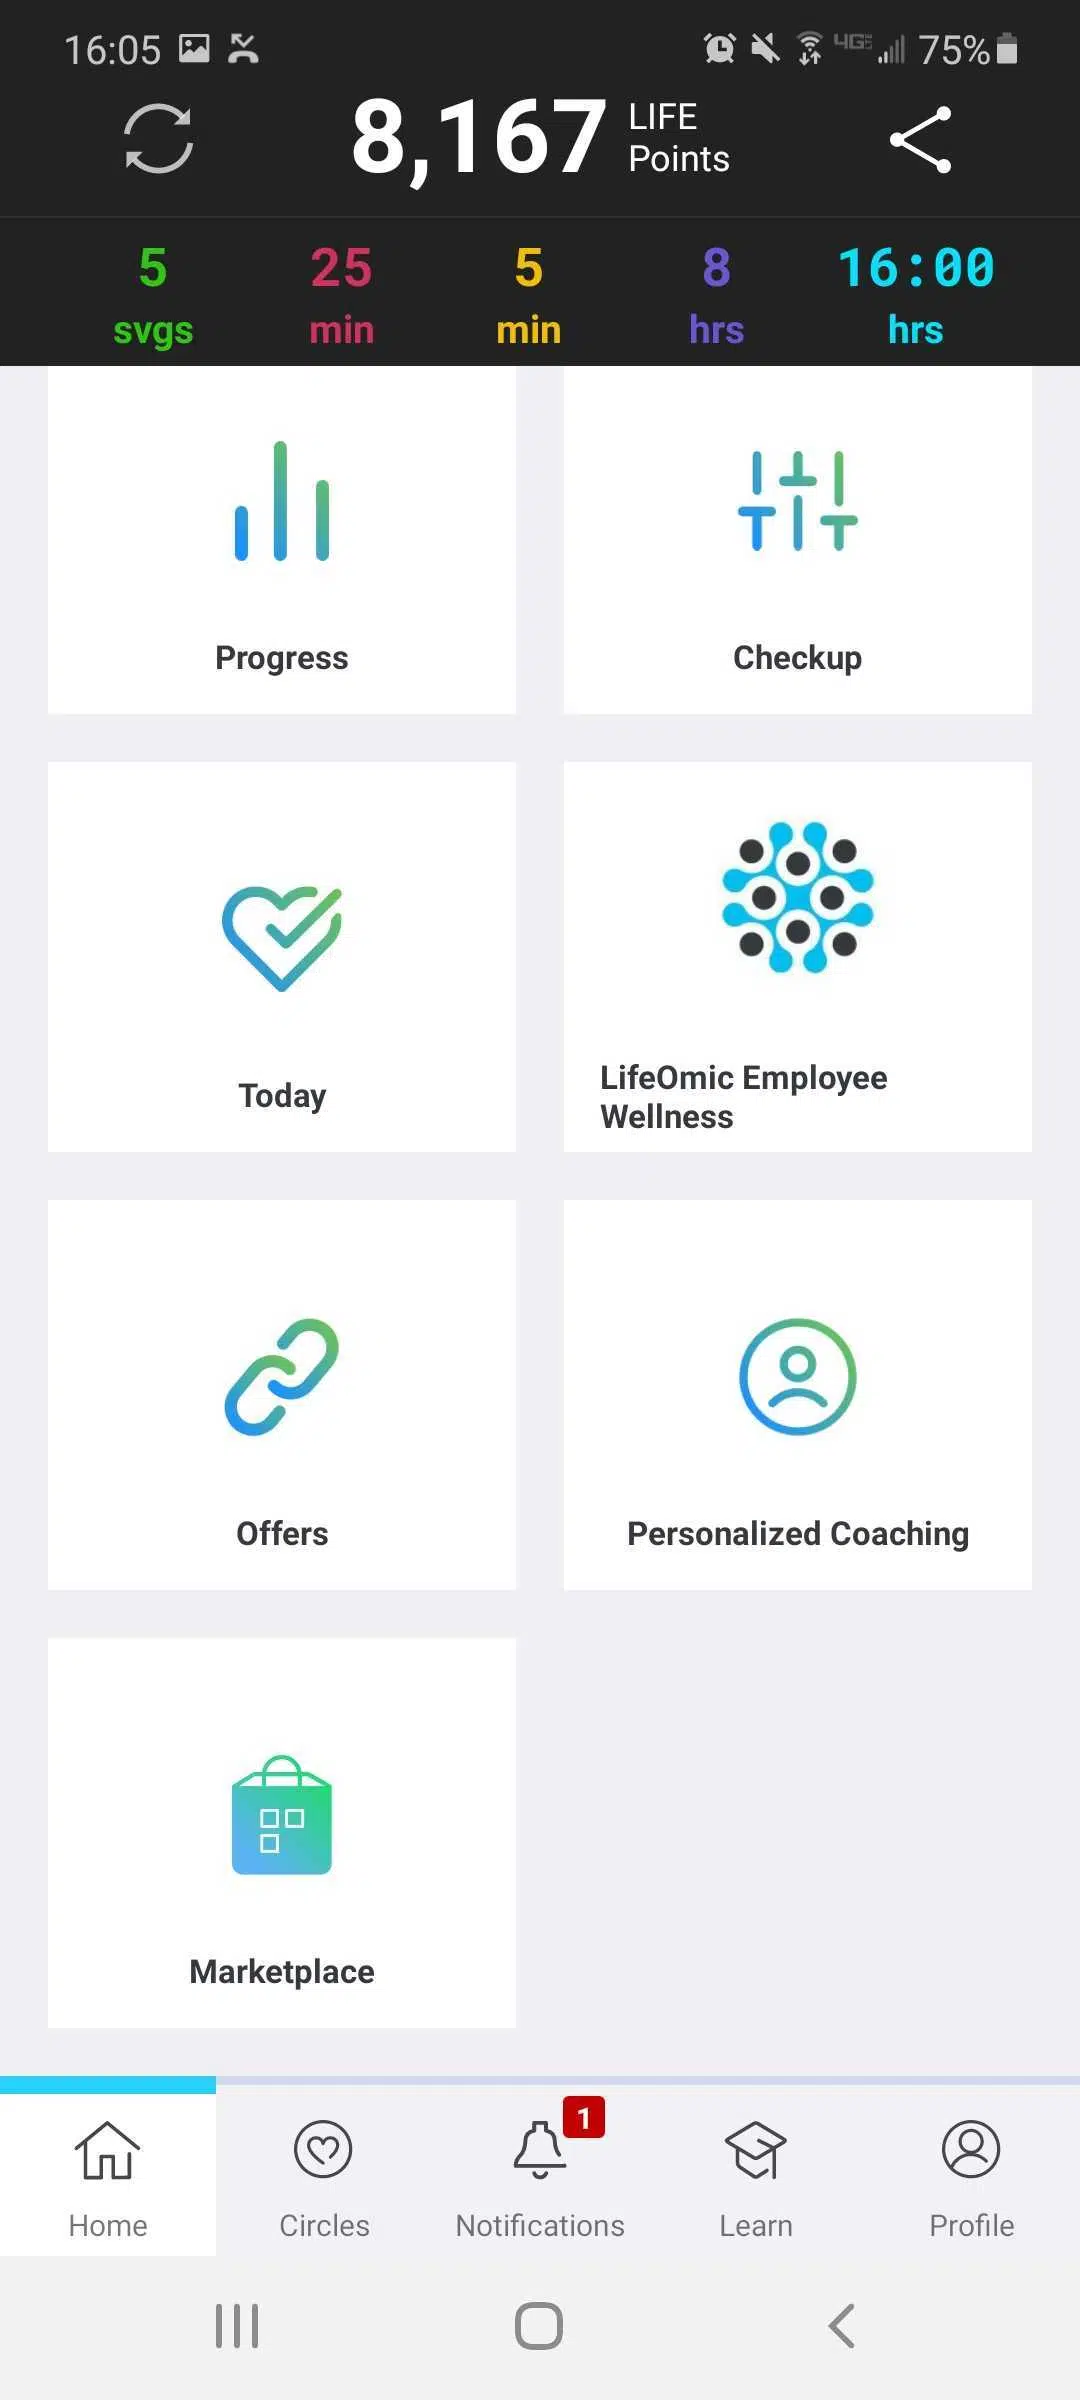 16:05
4G
75%
8,167
LIFE
Points
5 25 5 8 16:00
svgs min min hrs hrs
Progress Checkup
Today
LifeOmic Employee
Wellness
Offers Personalized Coaching
Marketplace
1
Home Circles Notifications Learn Profile